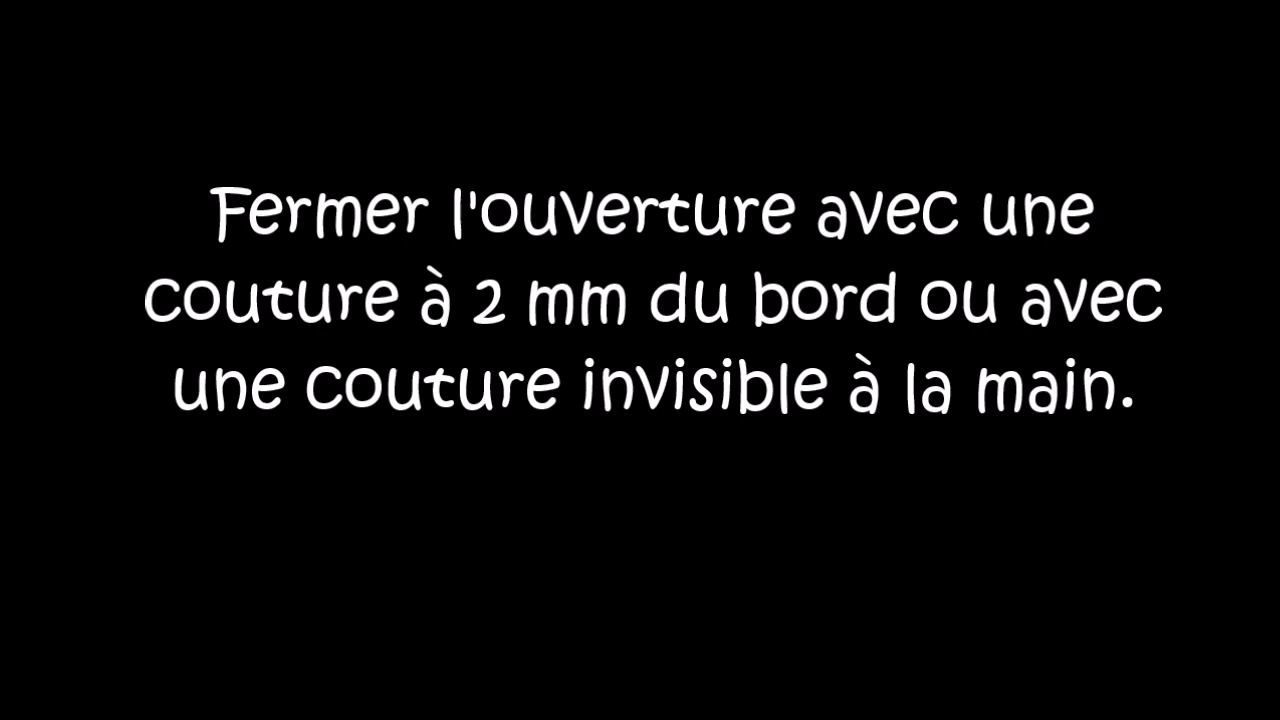 Fermer l'ouverture avec une
couture à 2 mm du bord ou avec
une couture invisible à la main.